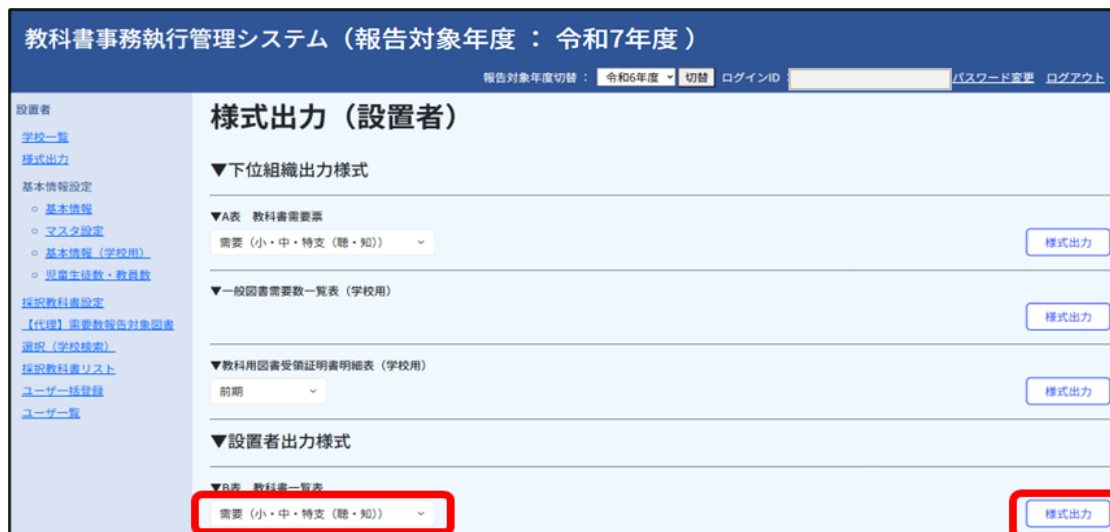 教科書事務執行管理システム（報告対象年度 ： 令和7年度 ）
報告対象年度切替 ： 令和6年度 切替 ログインID : パスワード変更 ログアウト
設置者
学校一覧
様式出力
基本情報設定
基本情報
マスタ設定
基本情報（学校用）
児童生徒数・教員数
採択教科書設定
【代理】需要数報告対象図書
選択（学校検索）
採択教科書リスト
ユーザ一括登録
ユーザ一覧
様式出力（設置者）
▼下位組織出力様式
▼A表 教科書需要票
需要（小・中・特支（聴・知）） 様式出力
▼一般図書需要数一覧表（学校用）
様式出力
▼教科用図書受領証明書明細表（学校用）
前期 様式出力
▼設置者出力様式
▼B表 教科書一覧表
需要（小・中・特支（聴・知）） 様式出力